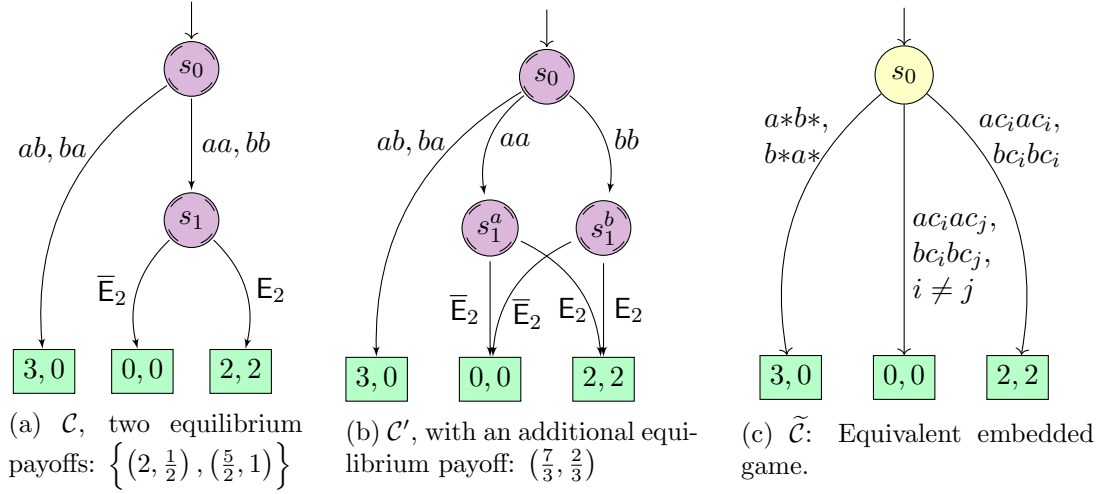 s₀ s₀ s₀
ab, ba aa, bb ab, ba aa bb a∗b∗, b∗a∗ acᵢacᵢ, bcᵢbcᵢ
s₁ s₁ᵃ s₁ᵇ
acᵢacⱼ,
bcᵢbcⱼ,
i ≠ j
E̅₂ E₂ E̅₂ E̅₂ E₂ E₂
3, 0 0, 0 2, 2 3, 0 0, 0 2, 2 3, 0 0, 0 2, 2
(a) 𝒞, two equilibrium
payoffs: {(2, 1/2), (5/2, 1)}
(b) 𝒞′, with an additional equi-
librium payoff: (7/3, 2/3)
(c) 𝒞̃: Equivalent embedded
game.